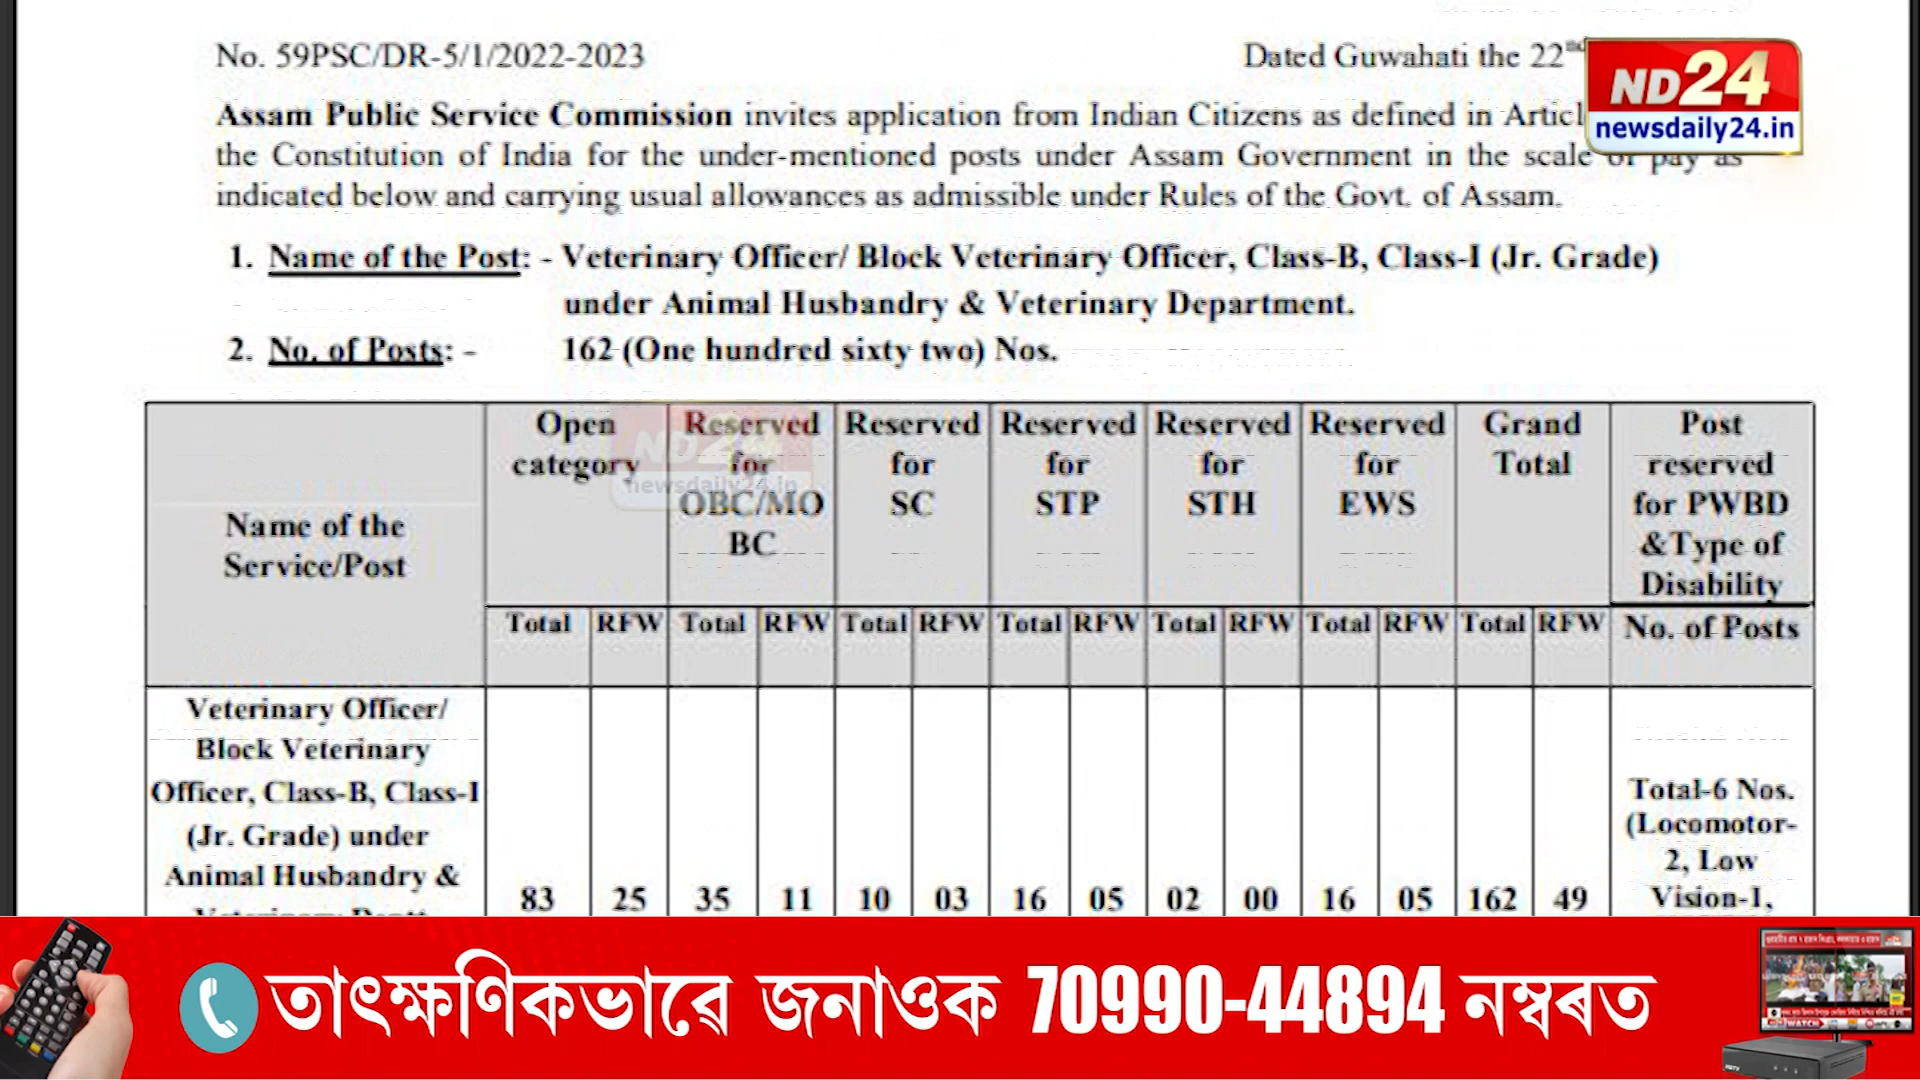 No. 59PSC/DR-5/1/2022-2023
Dated Guwahati the 22nd
ND24
newsdaily24.in
Assam Public Service Commission invites application from Indian Citizens as defined in
the Constitution of India for the under-mentioned posts under Assam Government in the scale of pay as
indicated below and carrying usual allowances as admissible under Rules of the Govt. of Assam.
1. Name of the Post: - Veterinary Officer/ Block Veterinary Officer, Class-B, Class-I (Jr. Grade)
under Animal Husbandry & Veterinary Department.
2. No. of Posts: - 162 (One hundred sixty two) Nos.
Name of the
Service/Post
Open
category
Reserved
for
OBC/MO
BC
Reserved
for
SC
Reserved
for
STP
Reserved
for
STH
Reserved
for
EWS
Grand
Total
Post
reserved
for PWBD
&Type of
Disability
ND24
newsdaily24.in
Total RFW Total RFW Total RFW Total RFW Total RFW Total RFW Total RFW No. of Posts
Veterinary Officer/
Block Veterinary
Officer, Class-B, Class-I
(Jr. Grade) under
Animal Husbandry &
83 25 35 11 10 03 16 05 02 00 16 05 162 49
Total-6 Nos.
(Locomotor-
2, Low
Vision-1,
তাৎক্ষণিকভাৱে জনাওক 70990-44894 নম্বৰত